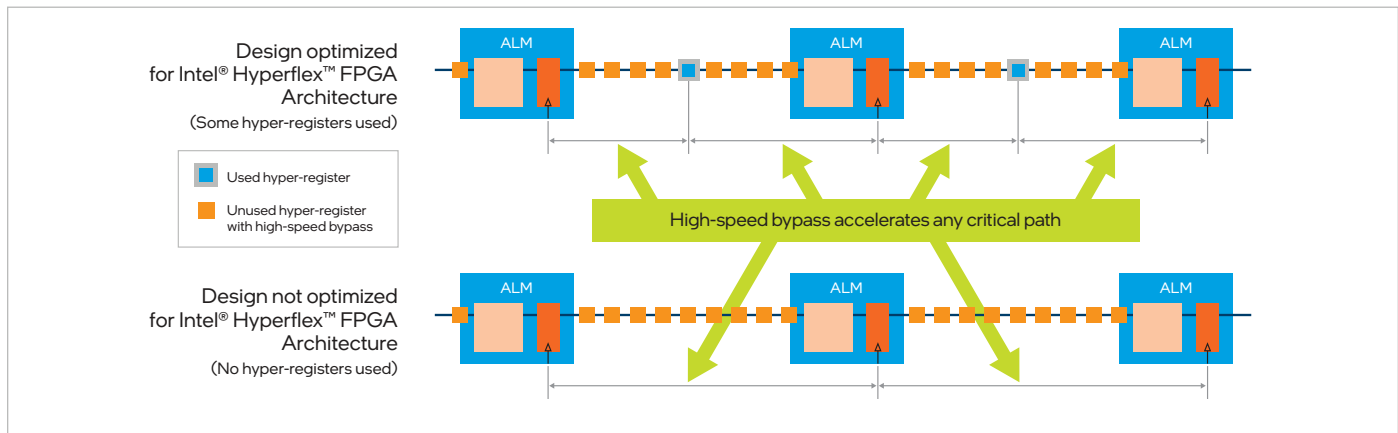 Design optimized
for Intel® Hyperflex™ FPGA
Architecture
(Some hyper-registers used)
ALM
ALM
ALM
Used hyper-register
Unused hyper-register
with high-speed bypass
High-speed bypass accelerates any critical path
Design not optimized
for Intel® Hyperflex™ FPGA
Architecture
(No hyper-registers used)
ALM
ALM
ALM